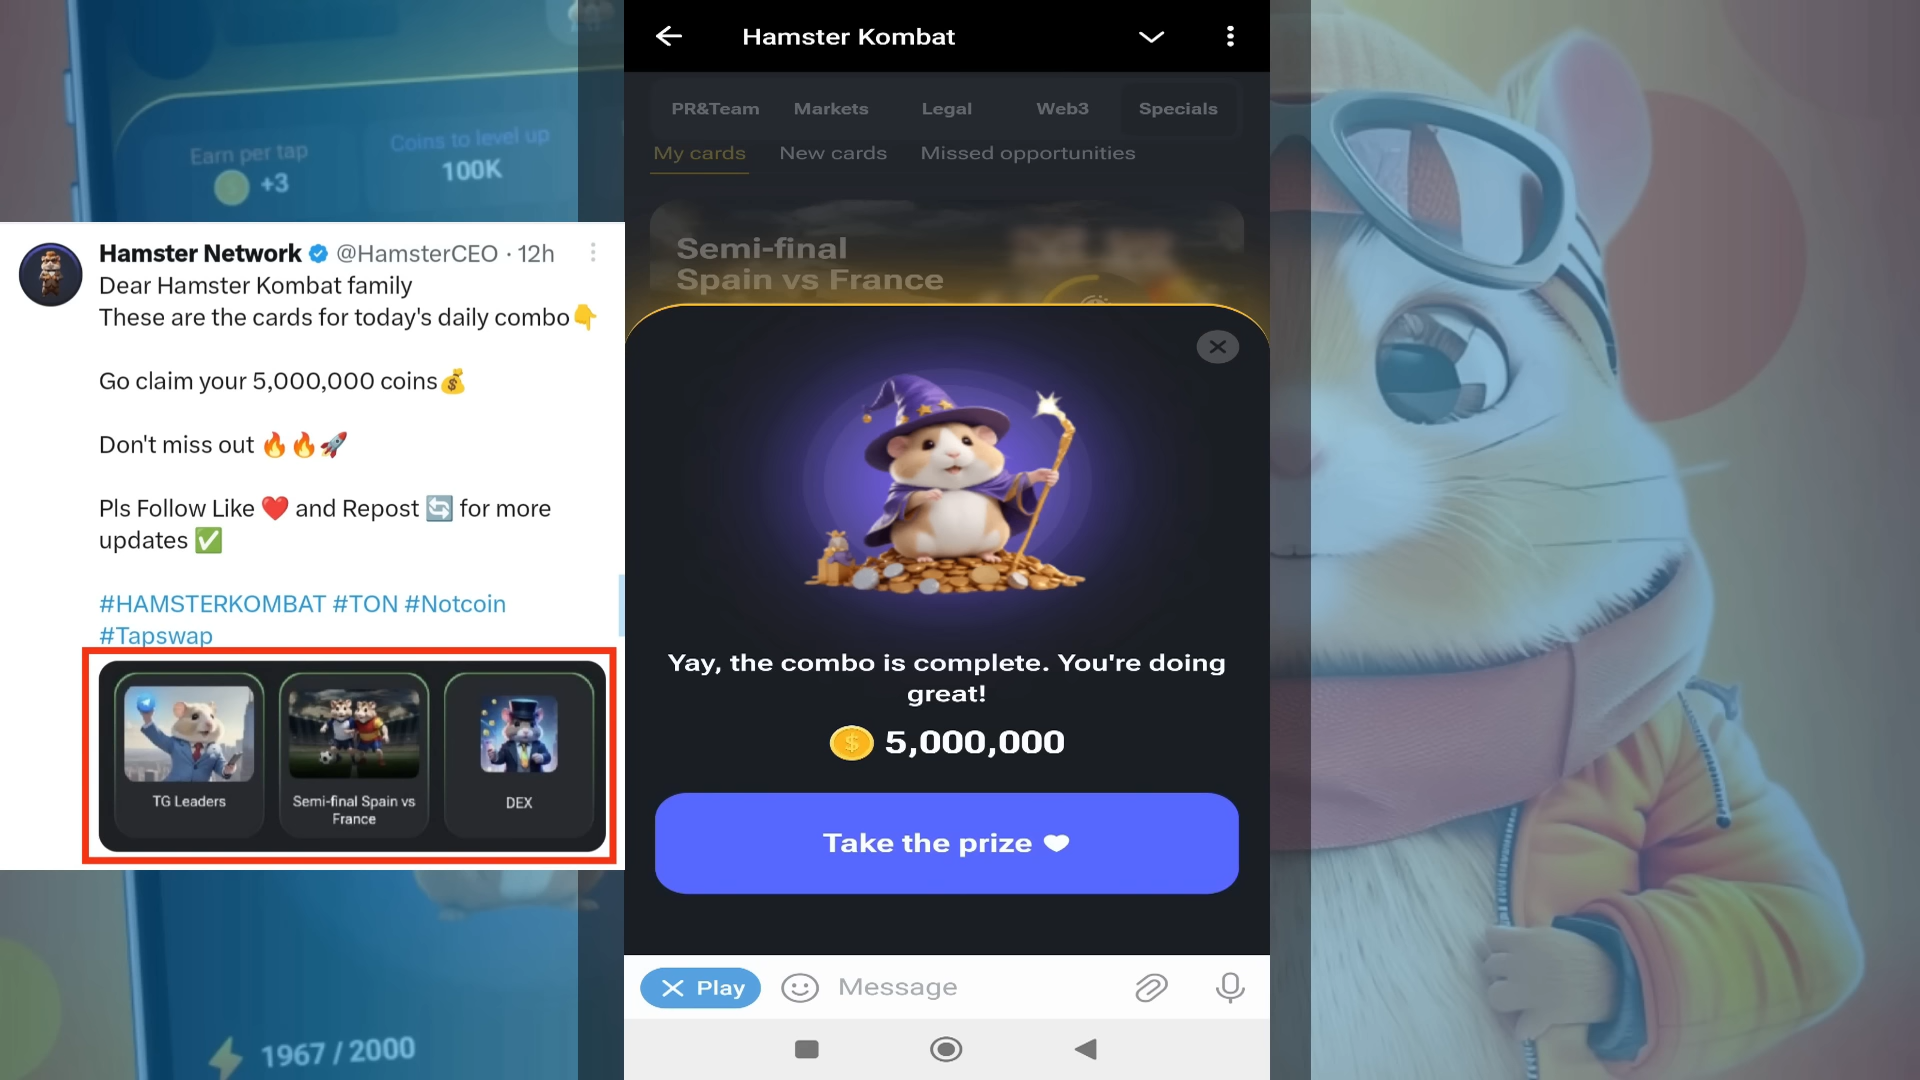 Earn per tap
+3
Coins to level up
100K
Hamster Network @HamsterCEO · 12h
Dear Hamster Kombat family
These are the cards for today's daily combo👇
Go claim your 5,000,000 coins💰
Don't miss out 🔥🔥🚀
Pls Follow Like ❤️ and Repost 🔄 for more
updates ✅
#HAMSTERKOMBAT #TON #Notcoin
#Tapswap
TG Leaders
Semi-final Spain vs
France
DEX
1967 / 2000
Hamster Kombat
PR&Team Markets Legal Web3 Specials
My cards New cards Missed opportunities
Semi-final
Spain vs France
Yay, the combo is complete. You're doing
great!
5,000,000
Take the prize
Play
Message